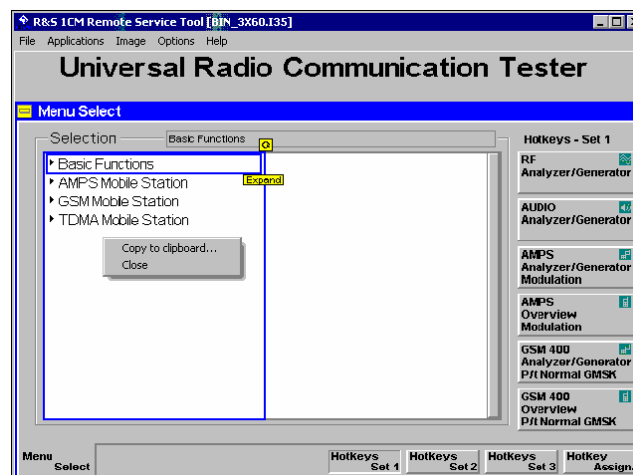 R&S 1CM Remote Service Tool [BIN_3X60.I35]
File Applications Image Options Help
Universal Radio Communication Tester
Menu Select
Selection
Basic Functions
Basic Functions
AMPS Mobile Station
GSM Mobile Station
TDMA Mobile Station
Expand
Copy to clipboard...
Close
Hotkeys - Set 1
RF
Analyzer/Generator
AUDIO
Analyzer/Generator
AMPS
Analyzer/Generator
Modulation
AMPS
Overview
Modulation
GSM 400
Analyzer/Generator
P/t Normal GMSK
GSM 400
Overview
P/t Normal GMSK
Menu
Select
Hotkeys
Set 1
Hotkeys
Set 2
Hotkeys
Set 3
Hotkey
Assign.